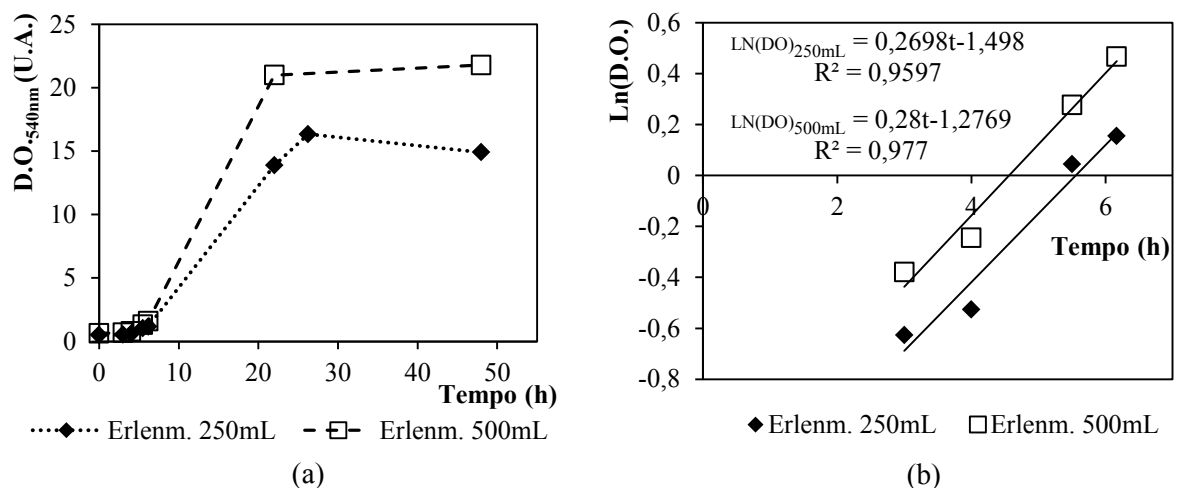 D.O.540nm (U.A.)
25
20
15
10
5
0
0 10 20 30 40 50
Tempo (h)
Erlenm. 250mL Erlenm. 500mL
(a)
Ln(D.O.)
0,6
0,4
0,2
0
-0,2
-0,4
-0,6
-0,8
LN(DO)250mL = 0,2698t-1,498
R² = 0,9597
LN(DO)500mL = 0,28t-1,2769
R² = 0,977
0 2 4 6
Tempo (h)
Erlenm. 250mL Erlenm. 500mL
(b)